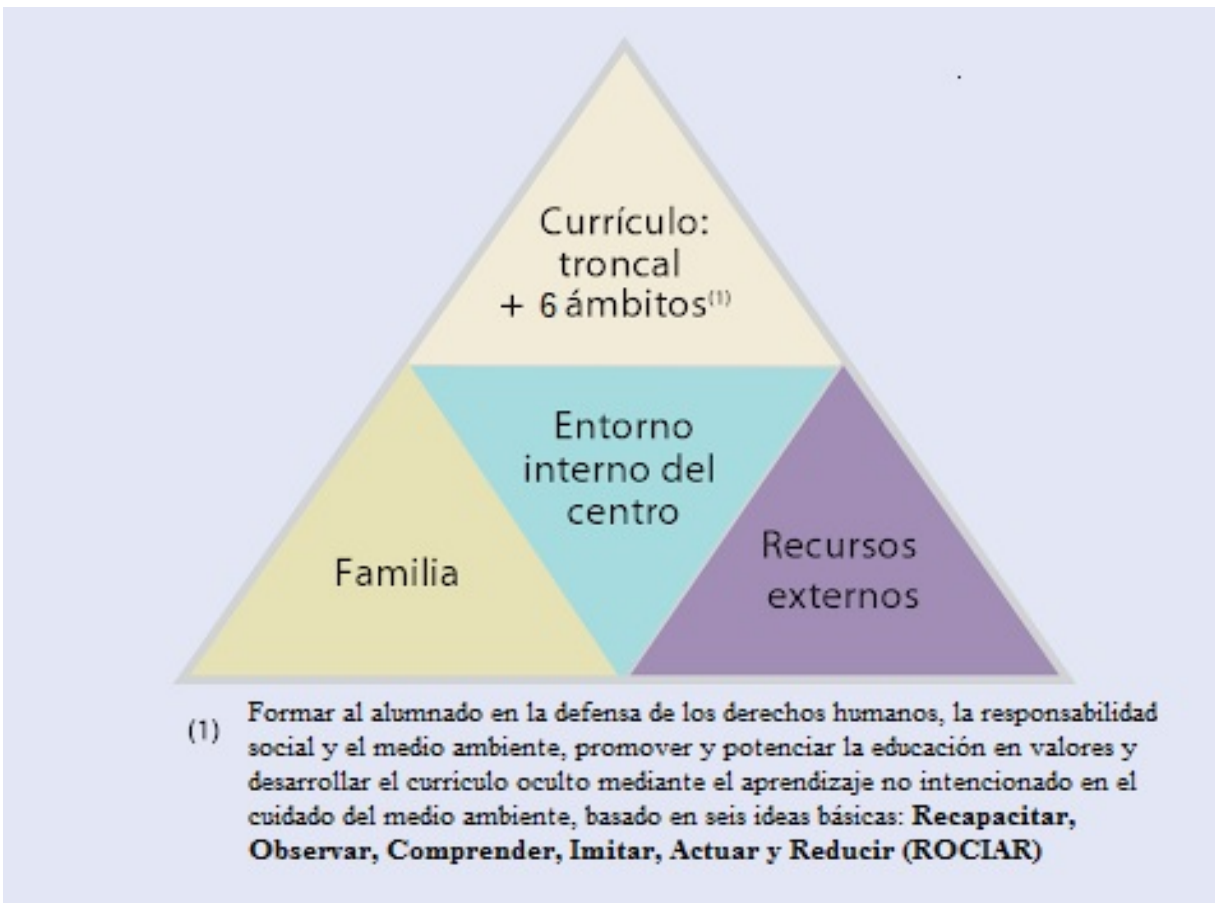 Currículo:
troncal
+ 6 ámbitos(1)
Entorno
interno del
centro
Familia
Recursos
externos
(1) Formar al alumnado en la defensa de los derechos humanos, la responsabilidad
social y el medio ambiente, promover y potenciar la educación en valores y
desarrollar el currículo oculto mediante el aprendizaje no intencionado en el
cuidado del medio ambiente, basado en seis ideas básicas: Recapacitar,
Observar, Comprender, Imitar, Actuar y Reducir (ROCIAR)